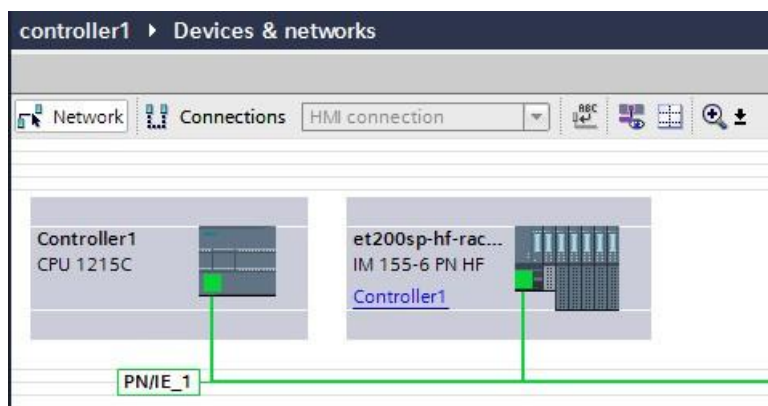 controller1 ▸ Devices & networks
Network Connections HMI connection
Controller1
CPU 1215C
et200sp-hf-rac...
IM 155-6 PN HF
Controller1
PN/IE_1